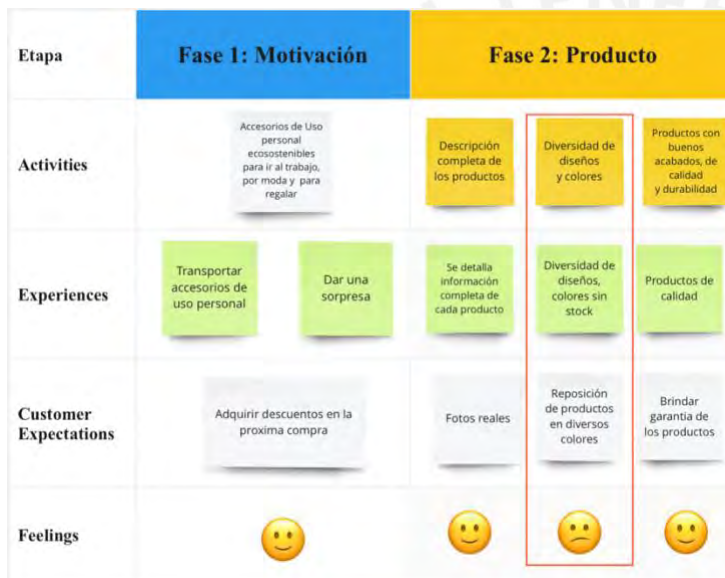 Etapa
Fase 1: Motivación
Fase 2: Producto
Activities
Accesorios de Uso
personal
ecosostenibles
para ir al trabajo,
por moda y para
regalar
Descripción
completa de
los productos
Diversidad de
diseños
y colores
Productos con
buenos
acabados, de
calidad
y durabilidad
Experiences
Transportar
accesorios de
uso personal
Dar una
sorpresa
Se detalla
información
completa de
cada producto
Diversidad de
diseños,
colores sin
stock
Productos de
calidad
Customer
Expectations
Adquirir descuentos en la
proxima compra
Fotos reales
Reposición
de productos
en diversos
colores
Brindar
garantia de
los productos
Feelings